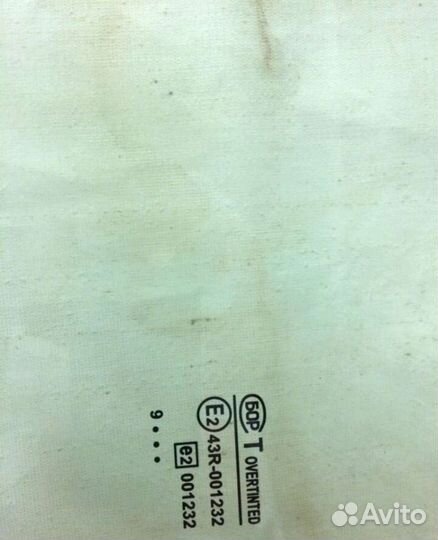 БОР T OVERTINTED
E2 43R-001232
e2 001232
9 • • •
Avito